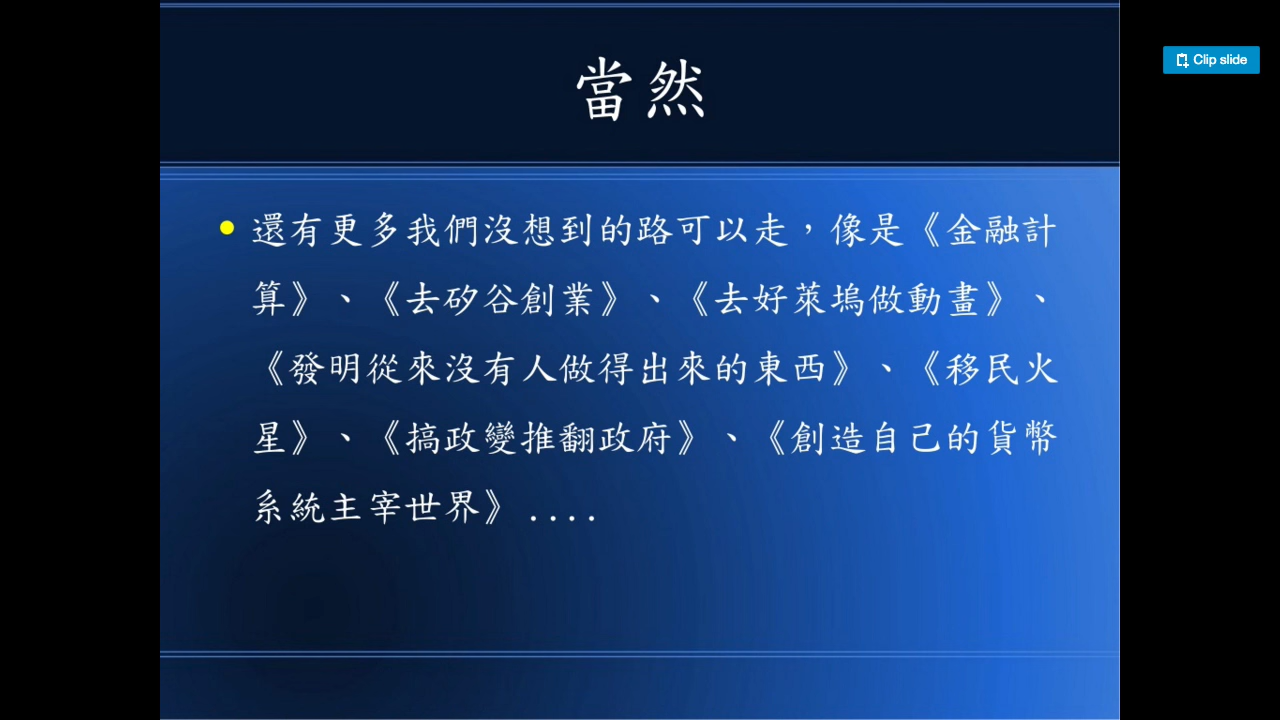 當然
Clip slide
還有更多我們沒想到的路可以走，像是《金融計
算》、《去矽谷創業》、《去好萊塢做動畫》、
《發明從來沒有人做得出來的東西》、《移民火
星》、《搞政變推翻政府》、《創造自己的貨幣
系統主宰世界》....